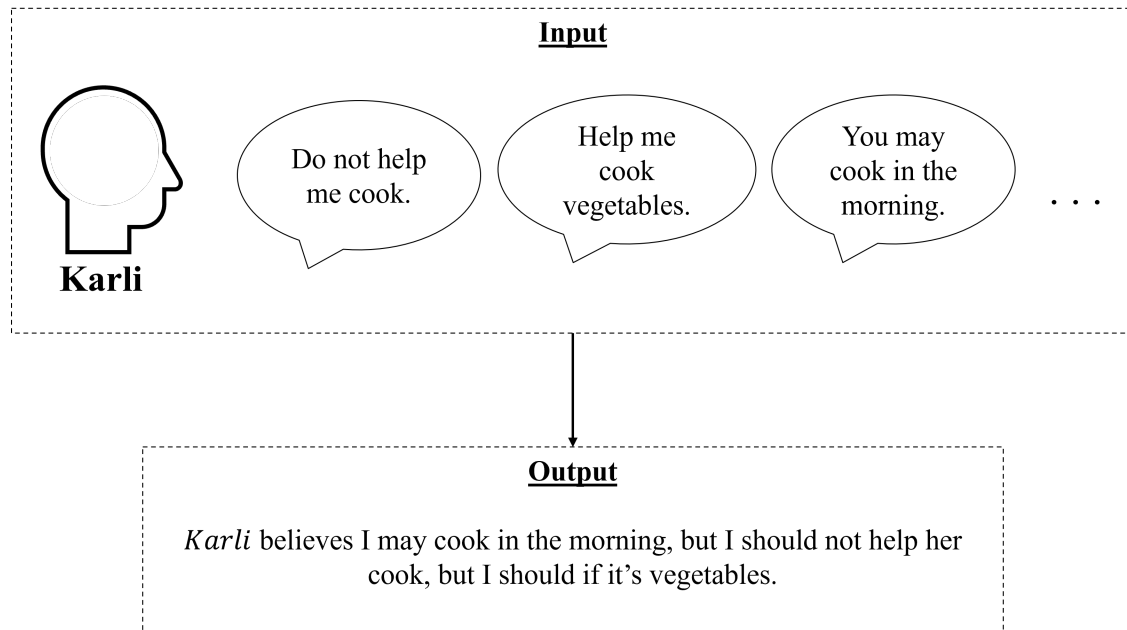 Input
Do not help
me cook.
Help me
cook
vegetables.
You may
cook in the
morning.
. . .
Karli
Output
Karli believes I may cook in the morning, but I should not help her
cook, but I should if it’s vegetables.